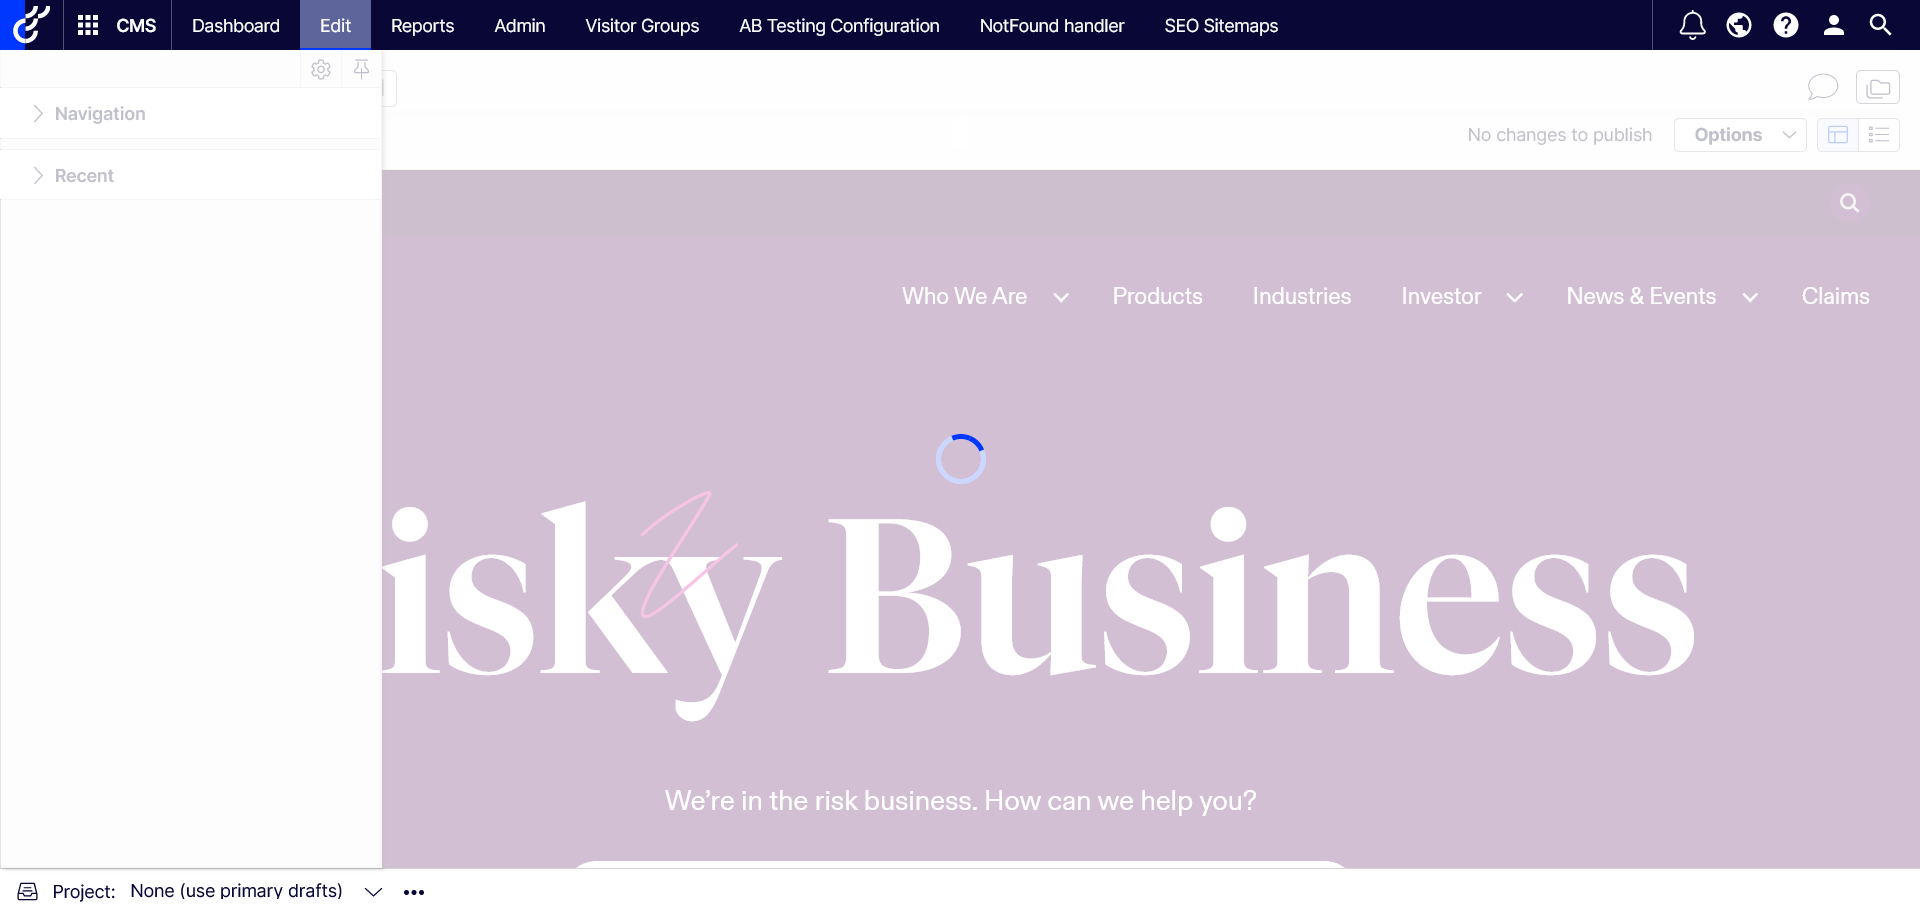 CMS Dashboard Edit Reports Admin Visitor Groups AB Testing Configuration NotFound handler SEO Sitemaps
Navigation
Recent
No changes to publish Options
Who We Are Products Industries Investor News & Events Claims
isky Business
We’re in the risk business. How can we help you?
Project: None (use primary drafts)